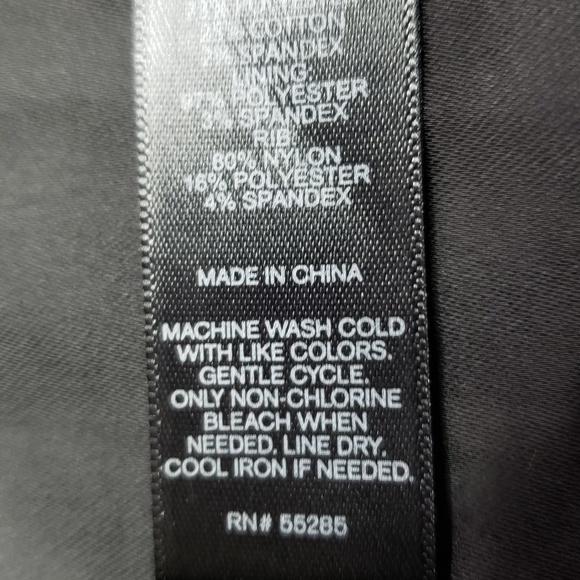 COTTON
SPANDEX
LINING
97% POLYESTER
3% SPANDEX
RIB
80% NYLON
16% POLYESTER
4% SPANDEX
MADE IN CHINA
MACHINE WASH COLD
WITH LIKE COLORS.
GENTLE CYCLE.
ONLY NON-CHLORINE
BLEACH WHEN
NEEDED. LINE DRY.
COOL IRON IF NEEDED.
RN# 55285